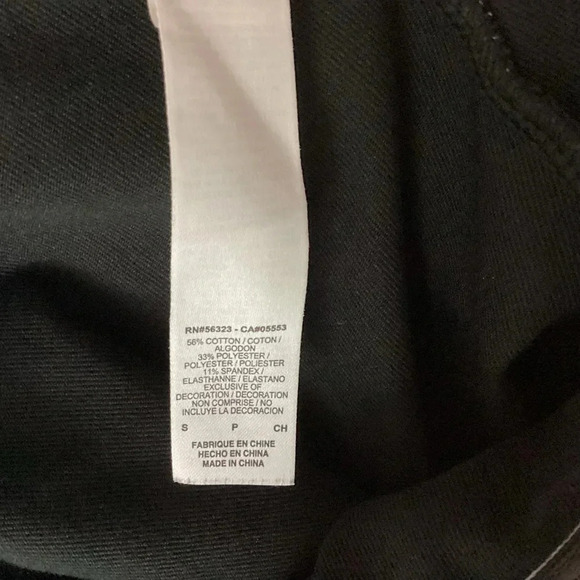 RN#56323 - CA#05553
56% COTTON / COTON /
ALGODON
33% POLYESTER /
POLYESTER / POLIESTER
11% SPANDEX /
ELASTHANNE / ELASTANO
EXCLUSIVE OF
DECORATION / DECORATION
NON COMPRISE / NO
INCLUYE LA DECORACION
S P CH
FABRIQUE EN CHINE
HECHO EN CHINA
MADE IN CHINA